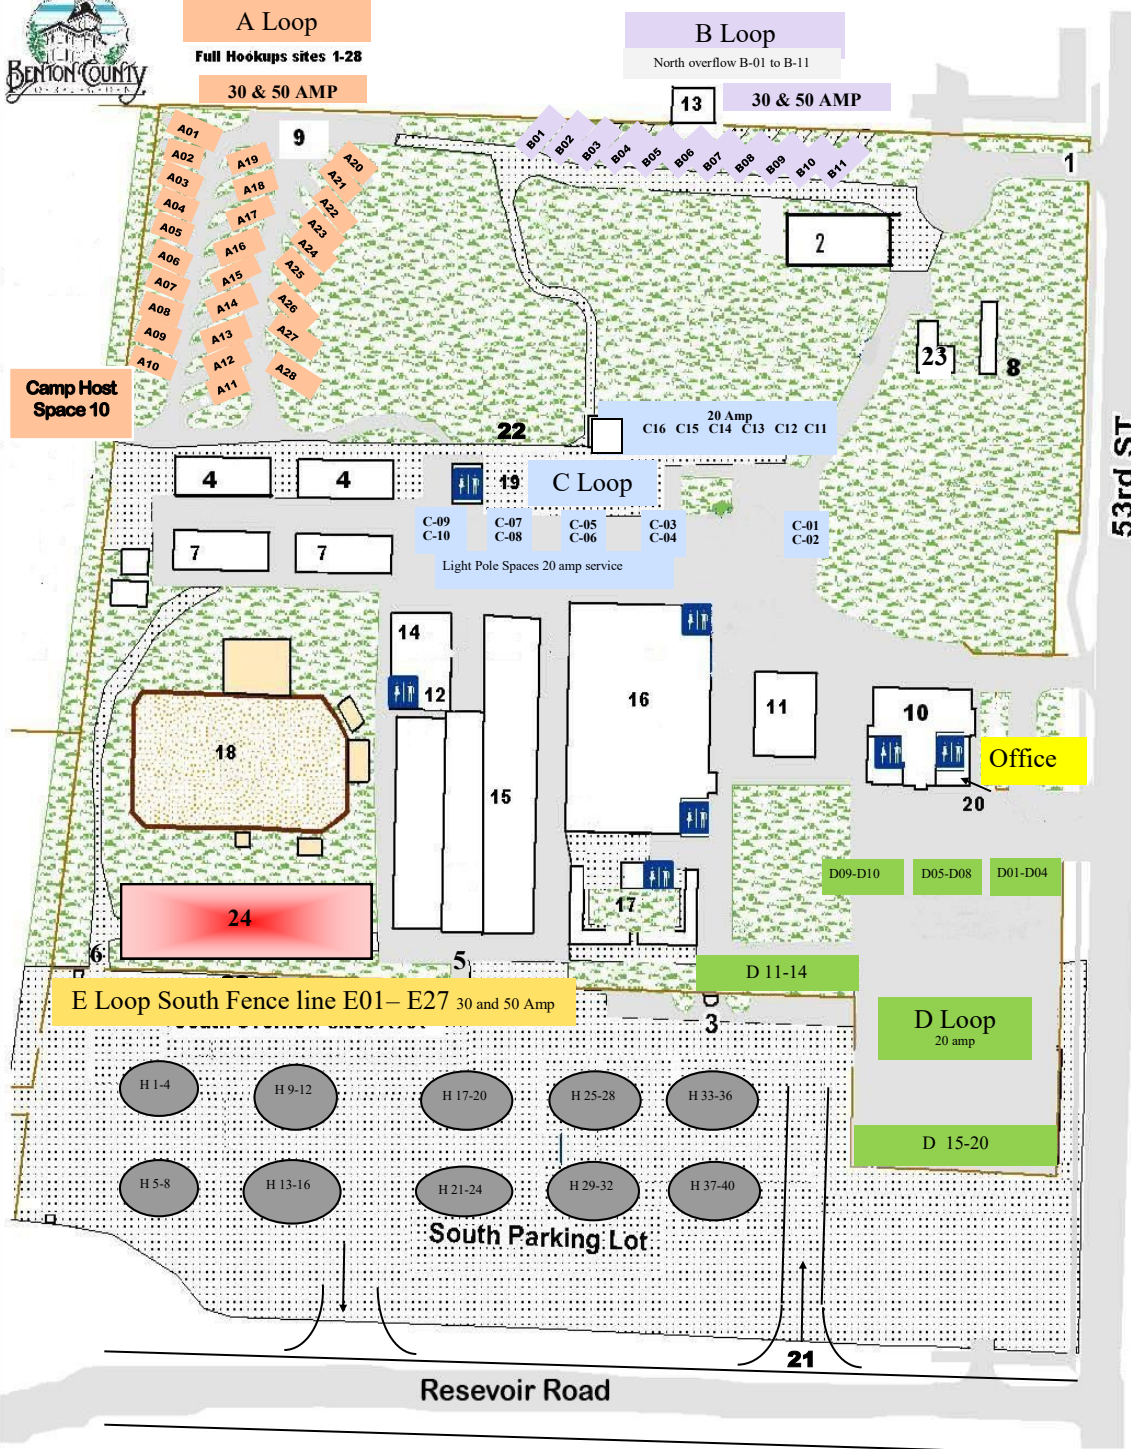 BENTON COUNTY
OREGON
A Loop
Full Hookups sites 1-28
30 & 50 AMP
B Loop
North overflow B-01 to B-11
30 & 50 AMP
13
9
1
A01
A02
A03
A04
A05
A06
A07
A08
A09
A10
A19
A18
A17
A16
A15
A14
A13
A12
A11
A20
A21
A22
A23
A24
A25
A26
A27
A28
B01
B02
B03
B04
B05
B06
B07
B08
B09
B10
B11
2
23
8
53rd ST
Camp Host
Space 10
22
20 Amp
C16 C15 C14 C13 C12 C11
4
4
19
C Loop
C-09
C-10
C-07
C-08
C-05
C-06
C-03
C-04
C-01
C-02
Light Pole Spaces 20 amp service
7
7
14
12
16
11
10
18
15
Office
20
D09-D10
D05-D08
D01-D04
24
17
6
5
D 11-14
E Loop South Fence line E01– E27 30 and 50 Amp
3
D Loop
20 amp
H 1-4
H 9-12
H 17-20
H 25-28
H 33-36
D 15-20
H 5-8
H 13-16
H 21-24
H 29-32
H 37-40
South Parking Lot
21
Resevoir Road